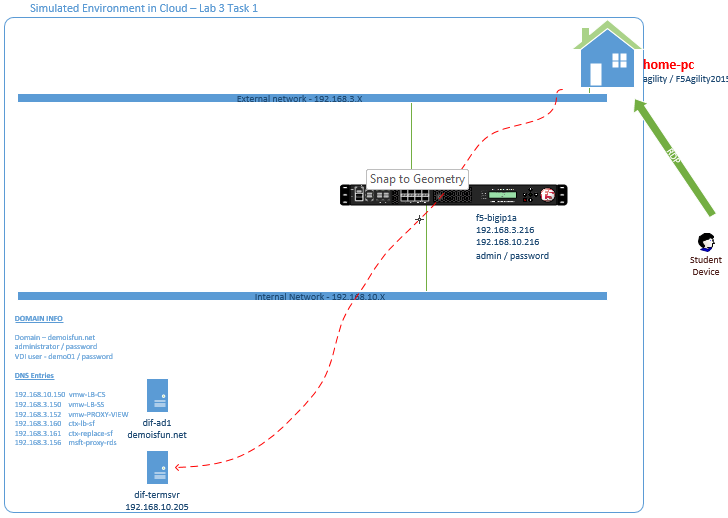 Simulated Environment in Cloud – Lab 3 Task 1
home-pc
agility / F5Agility2015
External network - 192.168.3.X
RDP
Snap to Geometry
f5
f5-bigip1a
192.168.3.216
192.168.10.216
admin / password
Student
Device
Internal Network - 192.168.10.X
DOMAIN INFO
Domain – demoisfun.net
administrator / password
VDI user - demo01 / password
DNS Entries
192.168.10.150 vmw-LB-CS
192.168.3.150 vmw-LB-SS
192.168.3.152 vmw-PROXY-VIEW
192.168.3.160 ctx-lb-sf
192.168.3.161 ctx-replace-sf
192.168.3.156 msft-proxy-rds
dif-ad1
demoisfun.net
dif-termsvr
192.168.10.205